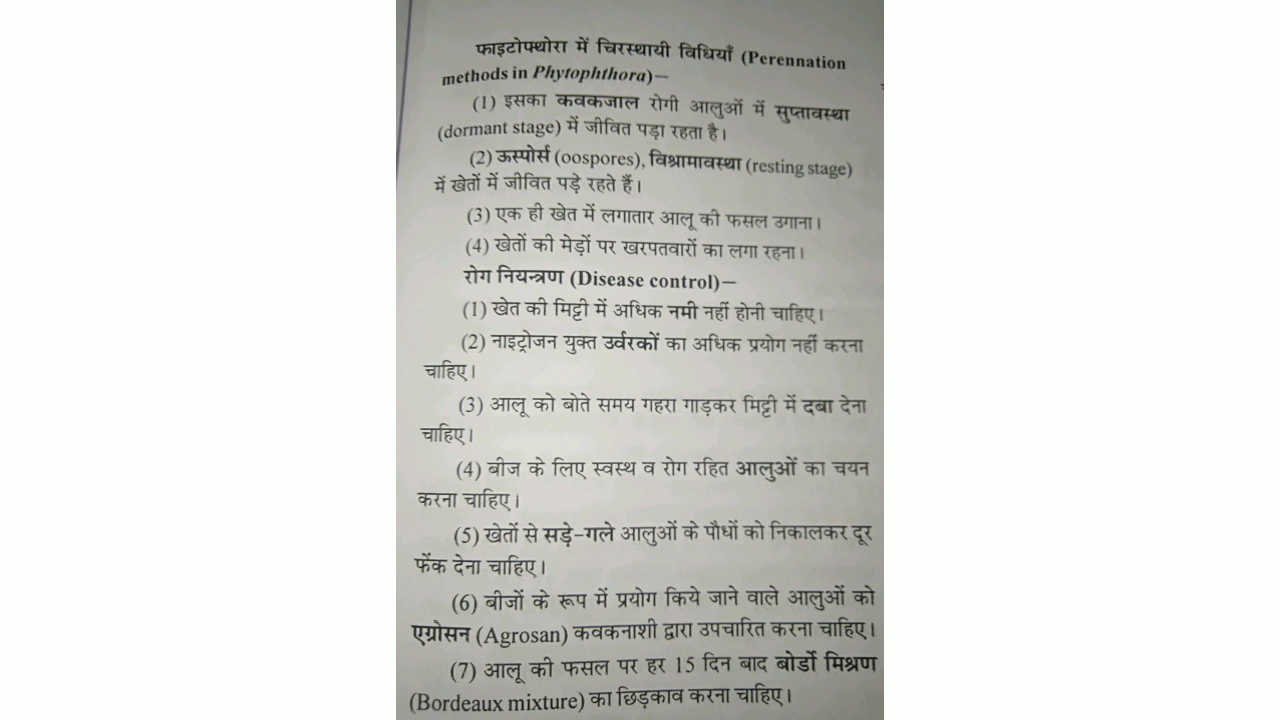 फाइटोफ्थोरा में चिरस्थायी विधियाँ (Perennation
methods in Phytophthora)—
(1) इसका कवकजाल रोगी आलुओं में सुप्तावस्था
(dormant stage) में जीवित पड़ा रहता है।
(2) ऊस्पोर्स (oospores), विश्रामावस्था (resting stage)
में खेतों में जीवित पड़े रहते हैं।
(3) एक ही खेत में लगातार आलू की फसल उगाना।
(4) खेतों की मेड़ों पर खरपतवारों का लगा रहना।
रोग नियन्त्रण (Disease control)—
(1) खेत की मिट्टी में अधिक नमी नहीं होनी चाहिए।
(2) नाइट्रोजन युक्त उर्वरकों का अधिक प्रयोग नहीं करना
चाहिए।
(3) आलू को बोते समय गहरा गाड़कर मिट्टी में दबा देना
चाहिए।
(4) बीज के लिए स्वस्थ व रोग रहित आलुओं का चयन
करना चाहिए।
(5) खेतों से सड़े-गले आलुओं के पौधों को निकालकर दूर
फेंक देना चाहिए।
(6) बीजों के रूप में प्रयोग किये जाने वाले आलुओं को
एग्रोसन (Agrosan) कवकनाशी द्वारा उपचारित करना चाहिए।
(7) आलू की फसल पर हर 15 दिन बाद बोर्डो मिश्रण
(Bordeaux mixture) का छिड़काव करना चाहिए।